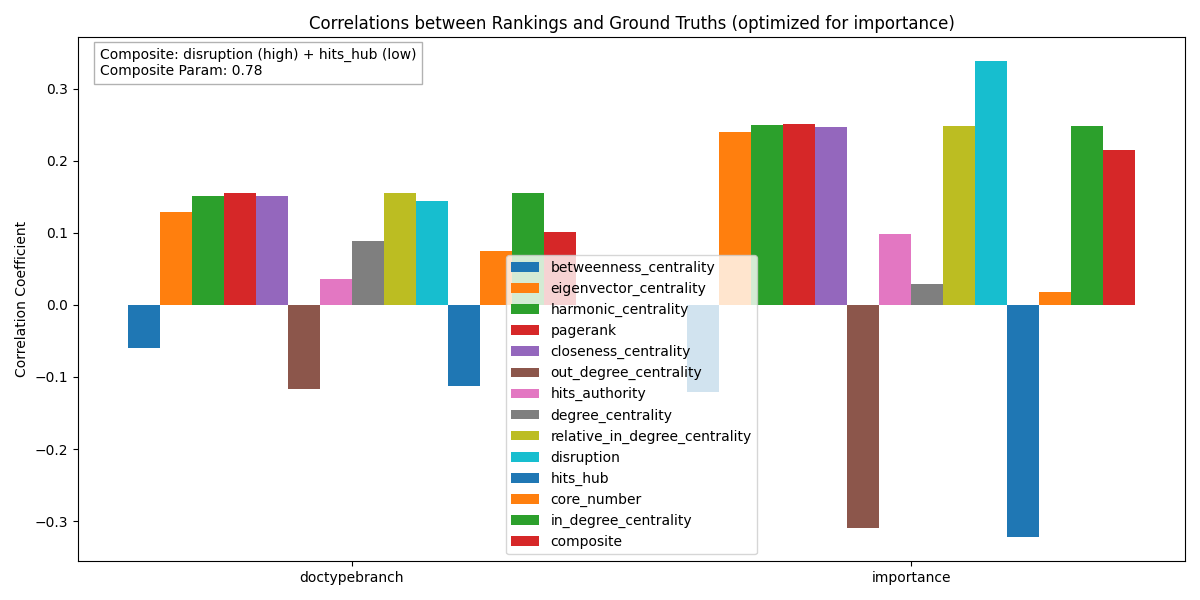 Correlations between Rankings and Ground Truths (optimized for importance)
Composite: disruption (high) + hits_hub (low)
Composite Param: 0.78
Correlation Coefficient
0.3
0.2
0.1
0.0
−0.1
−0.2
−0.3
betweenness_centrality
eigenvector_centrality
harmonic_centrality
pagerank
closeness_centrality
out_degree_centrality
hits_authority
degree_centrality
relative_in_degree_centrality
disruption
hits_hub
core_number
in_degree_centrality
composite
doctypebranch
importance